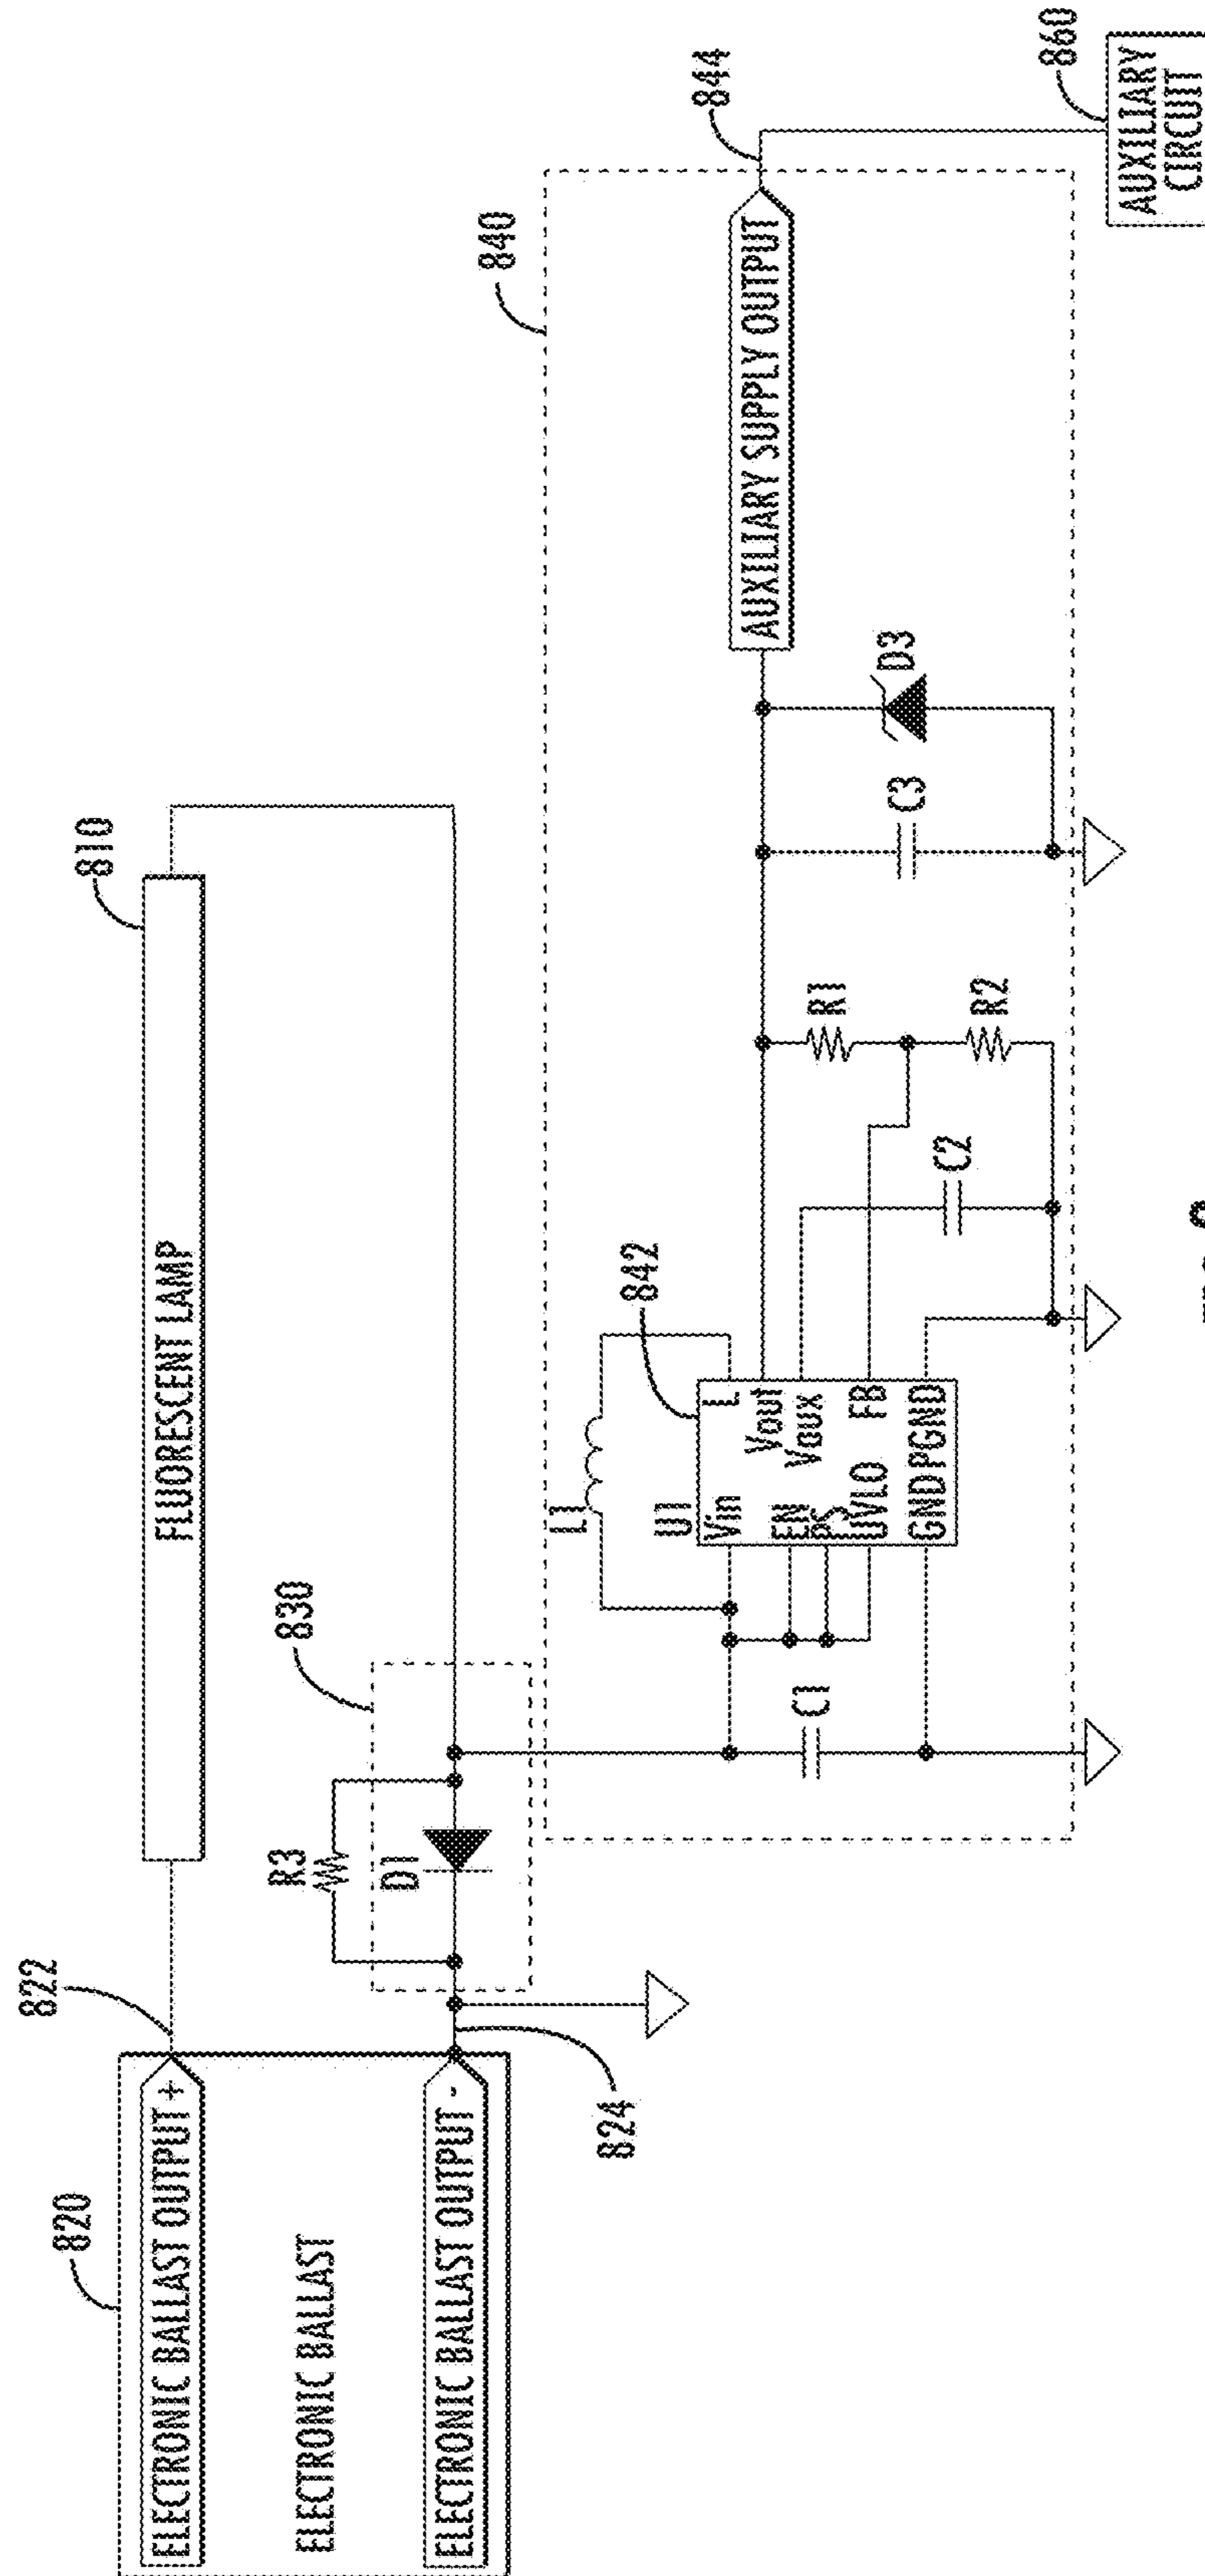 820
ELECTRONIC BALLAST OUTPUT +
ELECTRONIC BALLAST
ELECTRONIC BALLAST OUTPUT -
822
824
FLUORESCENT LAMP
810
830
R3
D1
840
L1
U1
842
Vin
EN
PS
UVLO
GND
L
Vout
Vaux
FB
PGND
C1
C2
R1
R2
C3
D3
AUXILIARY SUPPLY OUTPUT
844
860
AUXILIARY
CIRCUIT